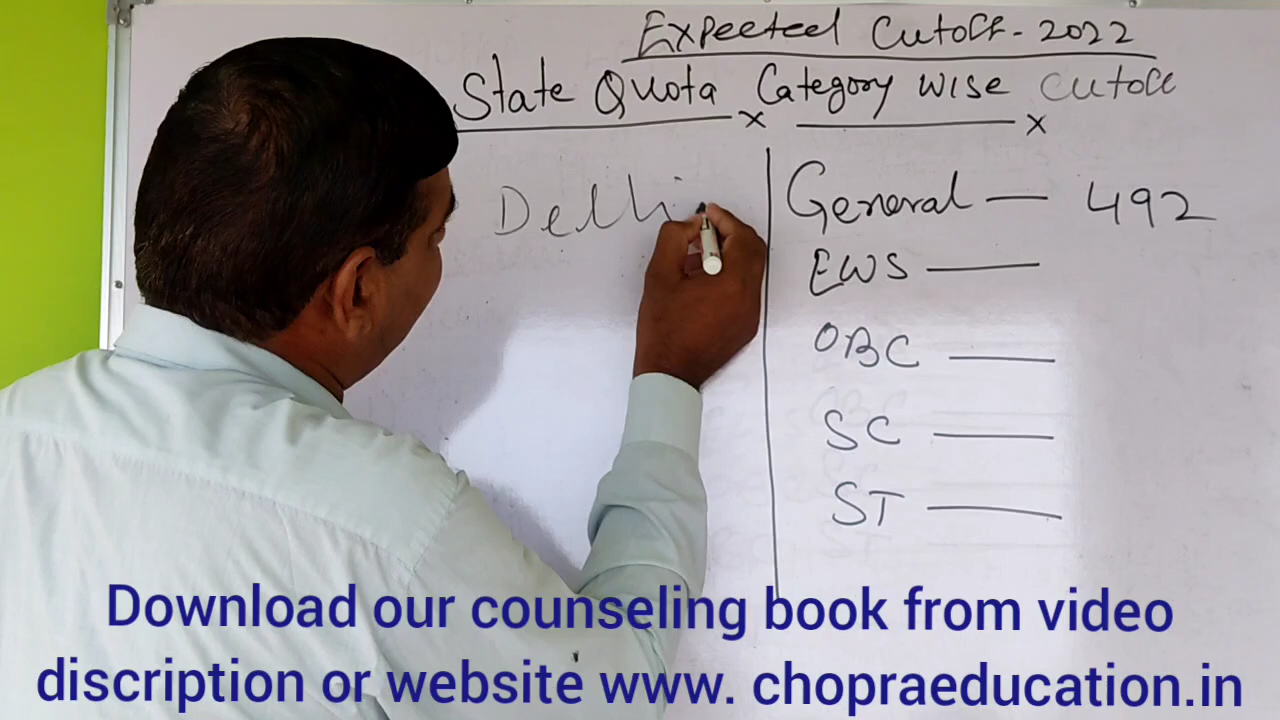 Expected Cutoff - 2022
State Quota Category wise Cutoff
x x
Delhi
General — 492
EWS —
OBC —
SC —
ST —
Download our counseling book from video
discription or website www. chopraeducation.in